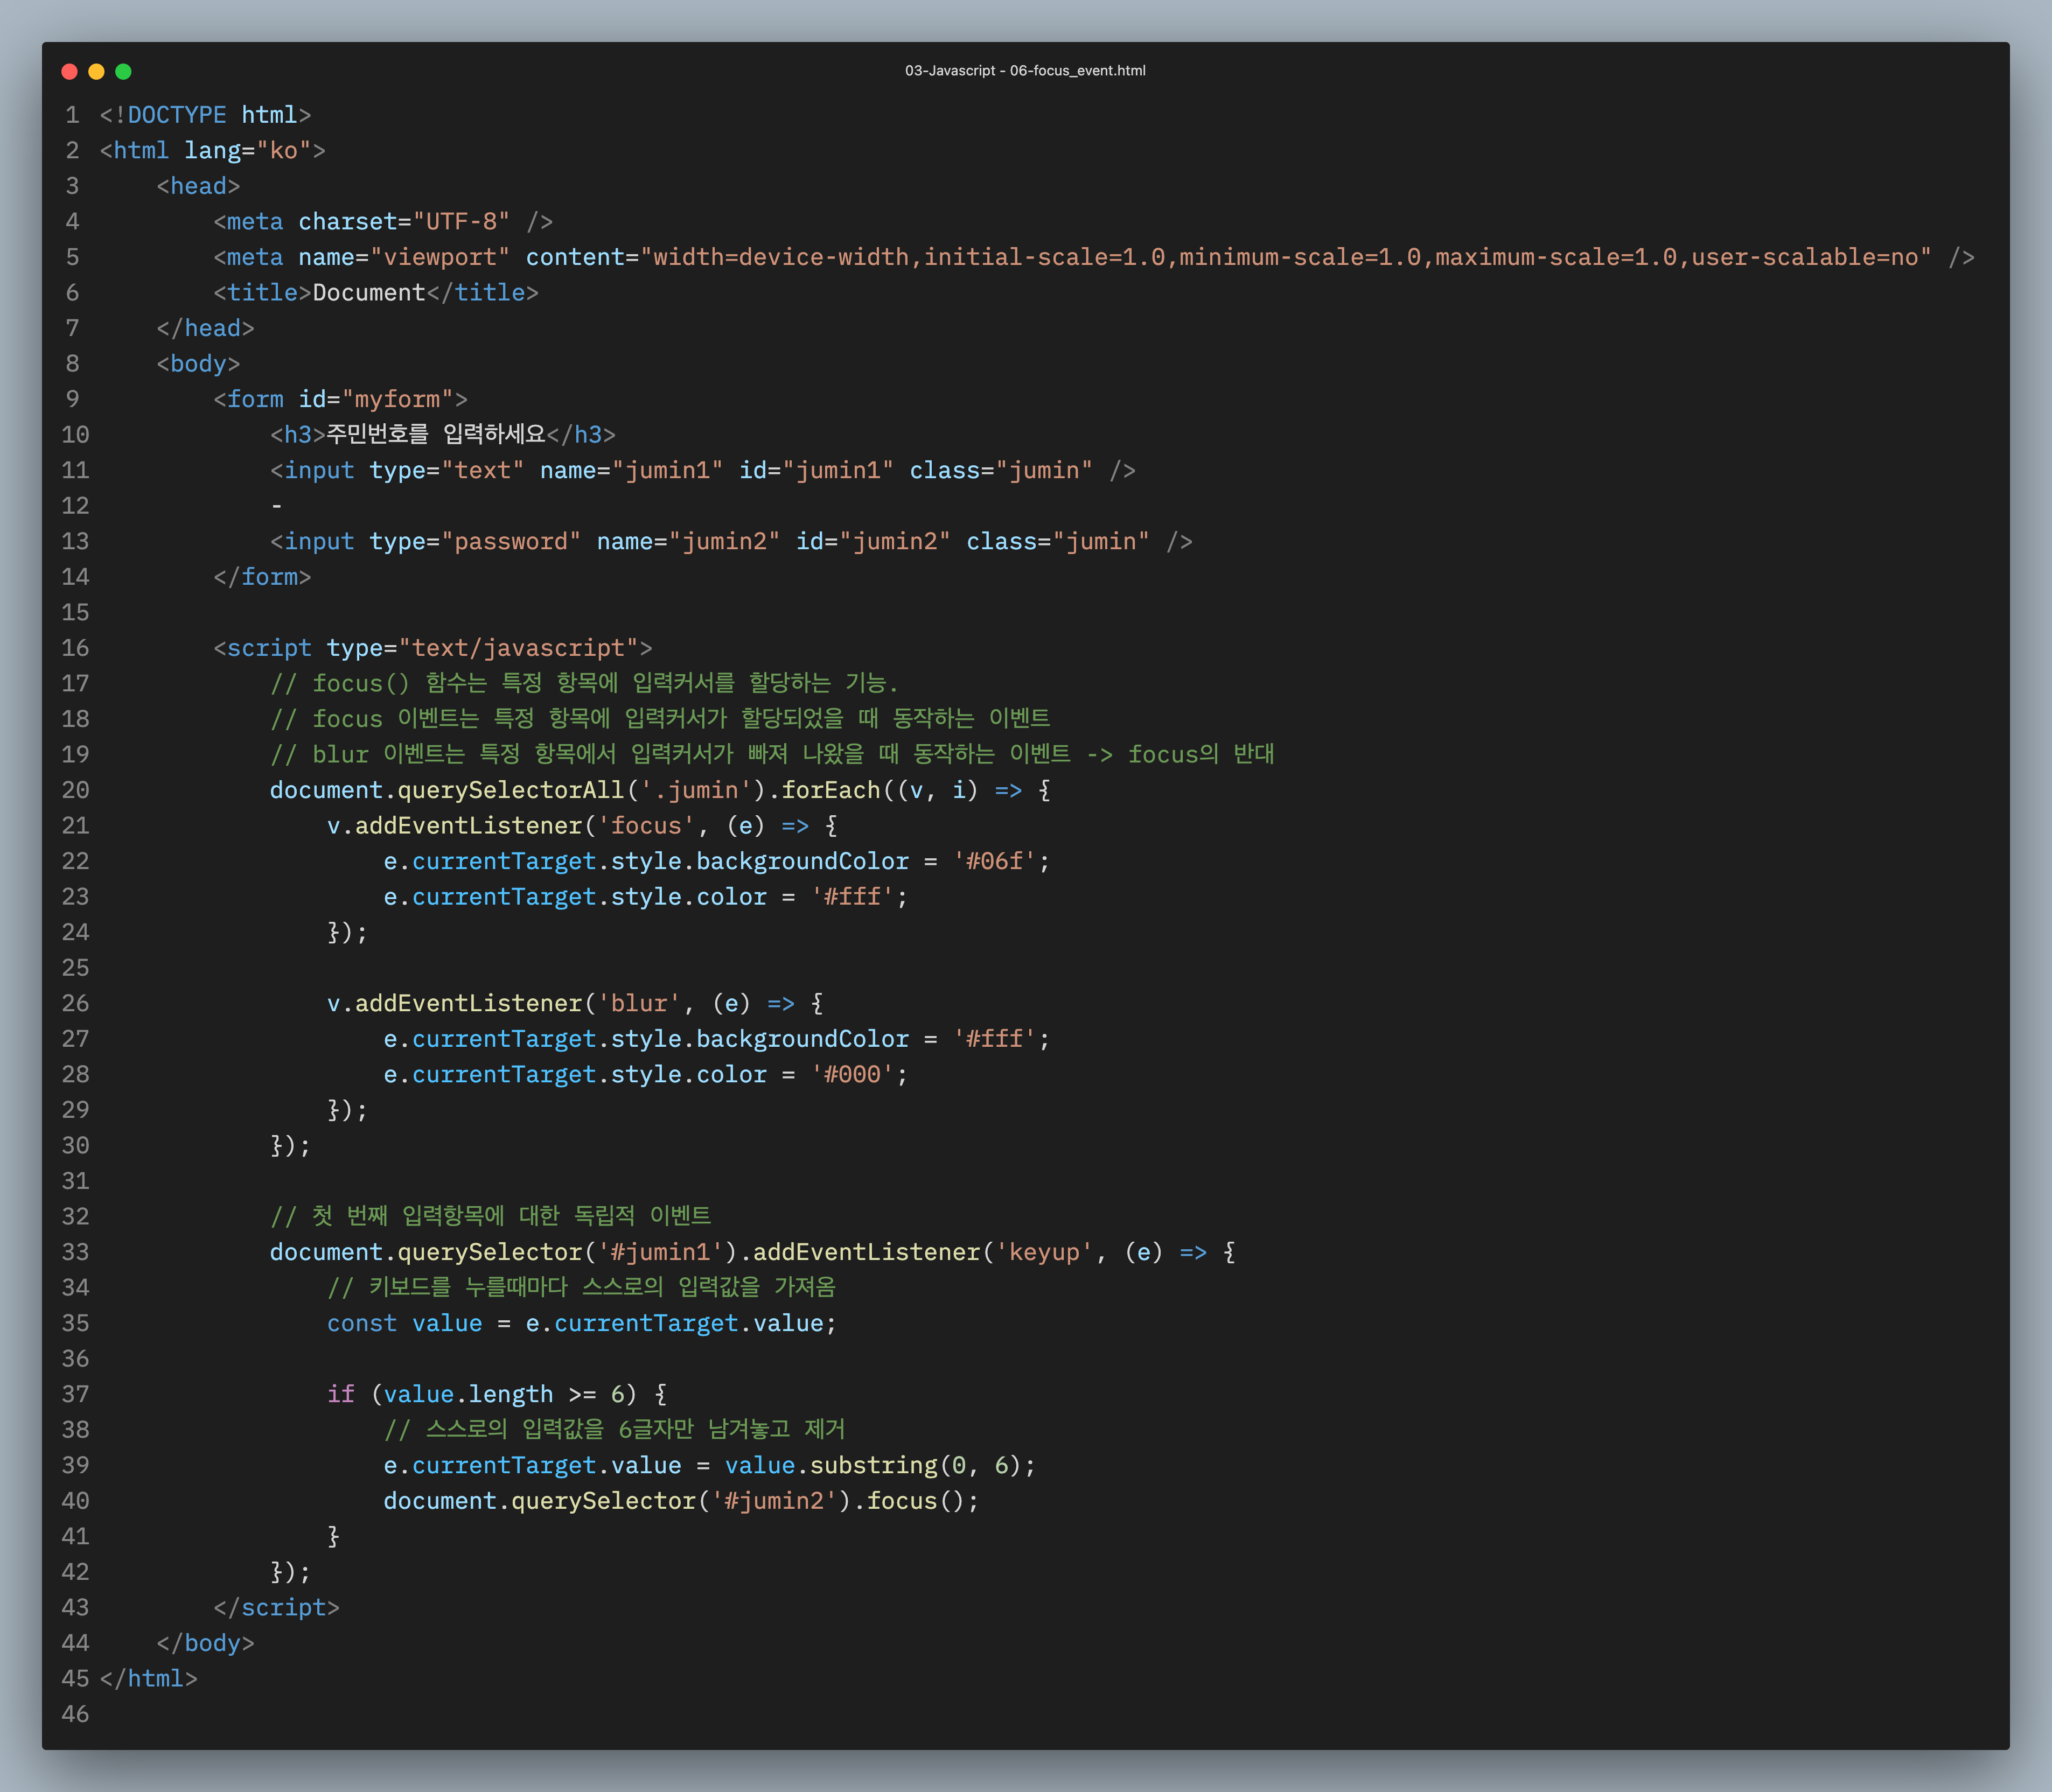 03-Javascript - 06-focus_event.html
1 <!DOCTYPE html>
2 <html lang="ko">
3     <head>
4         <meta charset="UTF-8" />
5         <meta name="viewport" content="width=device-width,initial-scale=1.0,minimum-scale=1.0,maximum-scale=1.0,user-scalable=no" />
6         <title>Document</title>
7     </head>
8     <body>
9         <form id="myform">
10             <h3>주민번호를 입력하세요</h3>
11             <input type="text" name="jumin1" id="jumin1" class="jumin" />
12             -
13             <input type="password" name="jumin2" id="jumin2" class="jumin" />
14         </form>
15
16         <script type="text/javascript">
17             // focus() 함수는 특정 항목에 입력커서를 할당하는 기능.
18             // focus 이벤트는 특정 항목에 입력커서가 할당되었을 때 동작하는 이벤트
19             // blur 이벤트는 특정 항목에서 입력커서가 빠져 나왔을 때 동작하는 이벤트 -> focus의 반대
20             document.querySelectorAll('.jumin').forEach((v, i) => {
21                 v.addEventListener('focus', (e) => {
22                     e.currentTarget.style.backgroundColor = '#06f';
23                     e.currentTarget.style.color = '#fff';
24                 });
25
26                 v.addEventListener('blur', (e) => {
27                     e.currentTarget.style.backgroundColor = '#fff';
28                     e.currentTarget.style.color = '#000';
29                 });
30             });
31
32             // 첫 번째 입력항목에 대한 독립적 이벤트
33             document.querySelector('#jumin1').addEventListener('keyup', (e) => {
34                 // 키보드를 누를때마다 스스로의 입력값을 가져옴
35                 const value = e.currentTarget.value;
36
37                 if (value.length >= 6) {
38                     // 스스로의 입력값을 6글자만 남겨놓고 제거
39                     e.currentTarget.value = value.substring(0, 6);
40                     document.querySelector('#jumin2').focus();
41                 }
42             });
43         </script>
44     </body>
45 </html>
46